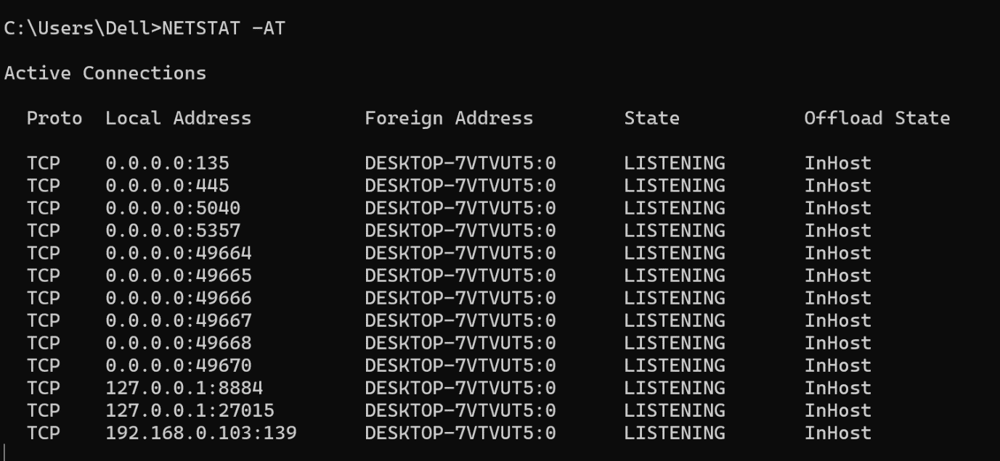 C:\Users\Dell>NETSTAT -AT
Active Connections
Proto  Local Address          Foreign Address        State           Offload State
TCP    0.0.0.0:135            DESKTOP-7VTVUT5:0      LISTENING       InHost
TCP    0.0.0.0:445            DESKTOP-7VTVUT5:0      LISTENING       InHost
TCP    0.0.0.0:5040           DESKTOP-7VTVUT5:0      LISTENING       InHost
TCP    0.0.0.0:5357           DESKTOP-7VTVUT5:0      LISTENING       InHost
TCP    0.0.0.0:49664          DESKTOP-7VTVUT5:0      LISTENING       InHost
TCP    0.0.0.0:49665          DESKTOP-7VTVUT5:0      LISTENING       InHost
TCP    0.0.0.0:49666          DESKTOP-7VTVUT5:0      LISTENING       InHost
TCP    0.0.0.0:49667          DESKTOP-7VTVUT5:0      LISTENING       InHost
TCP    0.0.0.0:49668          DESKTOP-7VTVUT5:0      LISTENING       InHost
TCP    0.0.0.0:49670          DESKTOP-7VTVUT5:0      LISTENING       InHost
TCP    127.0.0.1:8884         DESKTOP-7VTVUT5:0      LISTENING       InHost
TCP    127.0.0.1:27015        DESKTOP-7VTVUT5:0      LISTENING       InHost
TCP    192.168.0.103:139      DESKTOP-7VTVUT5:0      LISTENING       InHost